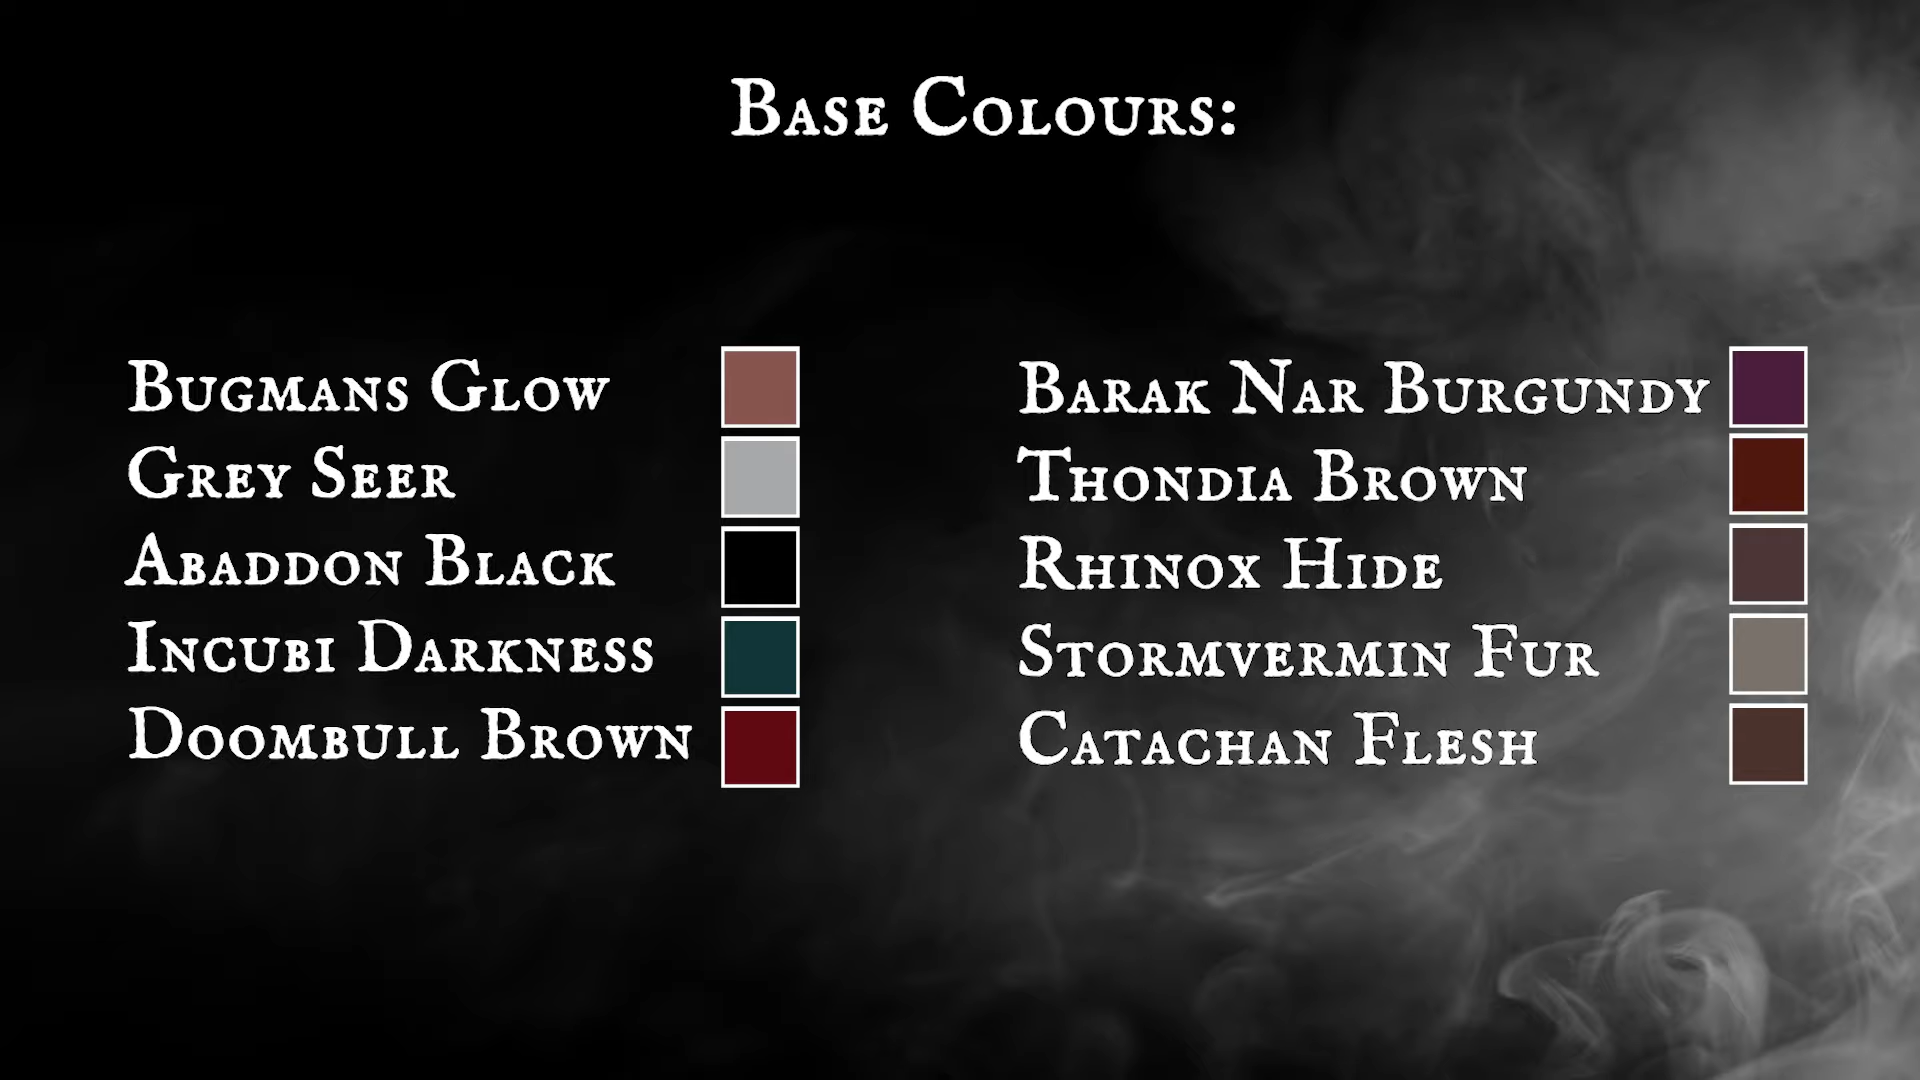 Base Colours:
Bugmans Glow
Grey Seer
Abaddon Black
Incubi Darkness
Doombull Brown
Barak Nar Burgundy
Thondia Brown
Rhinox Hide
Stormvermin Fur
Catachan Flesh